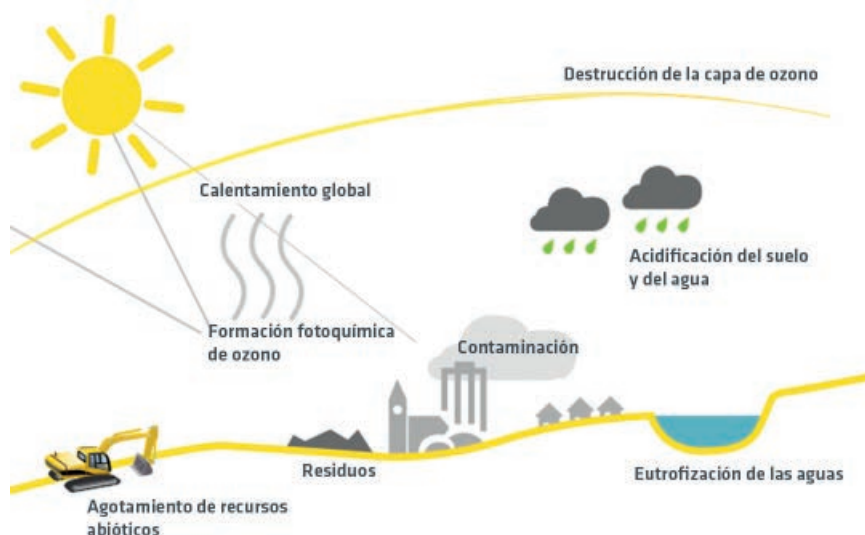 Destrucción de la capa de ozono
Calentamiento global
Acidificación del suelo
y del agua
Formación fotoquímica
de ozono
Contaminación
Residuos
Eutrofización de las aguas
Agotamiento de recursos
abióticos